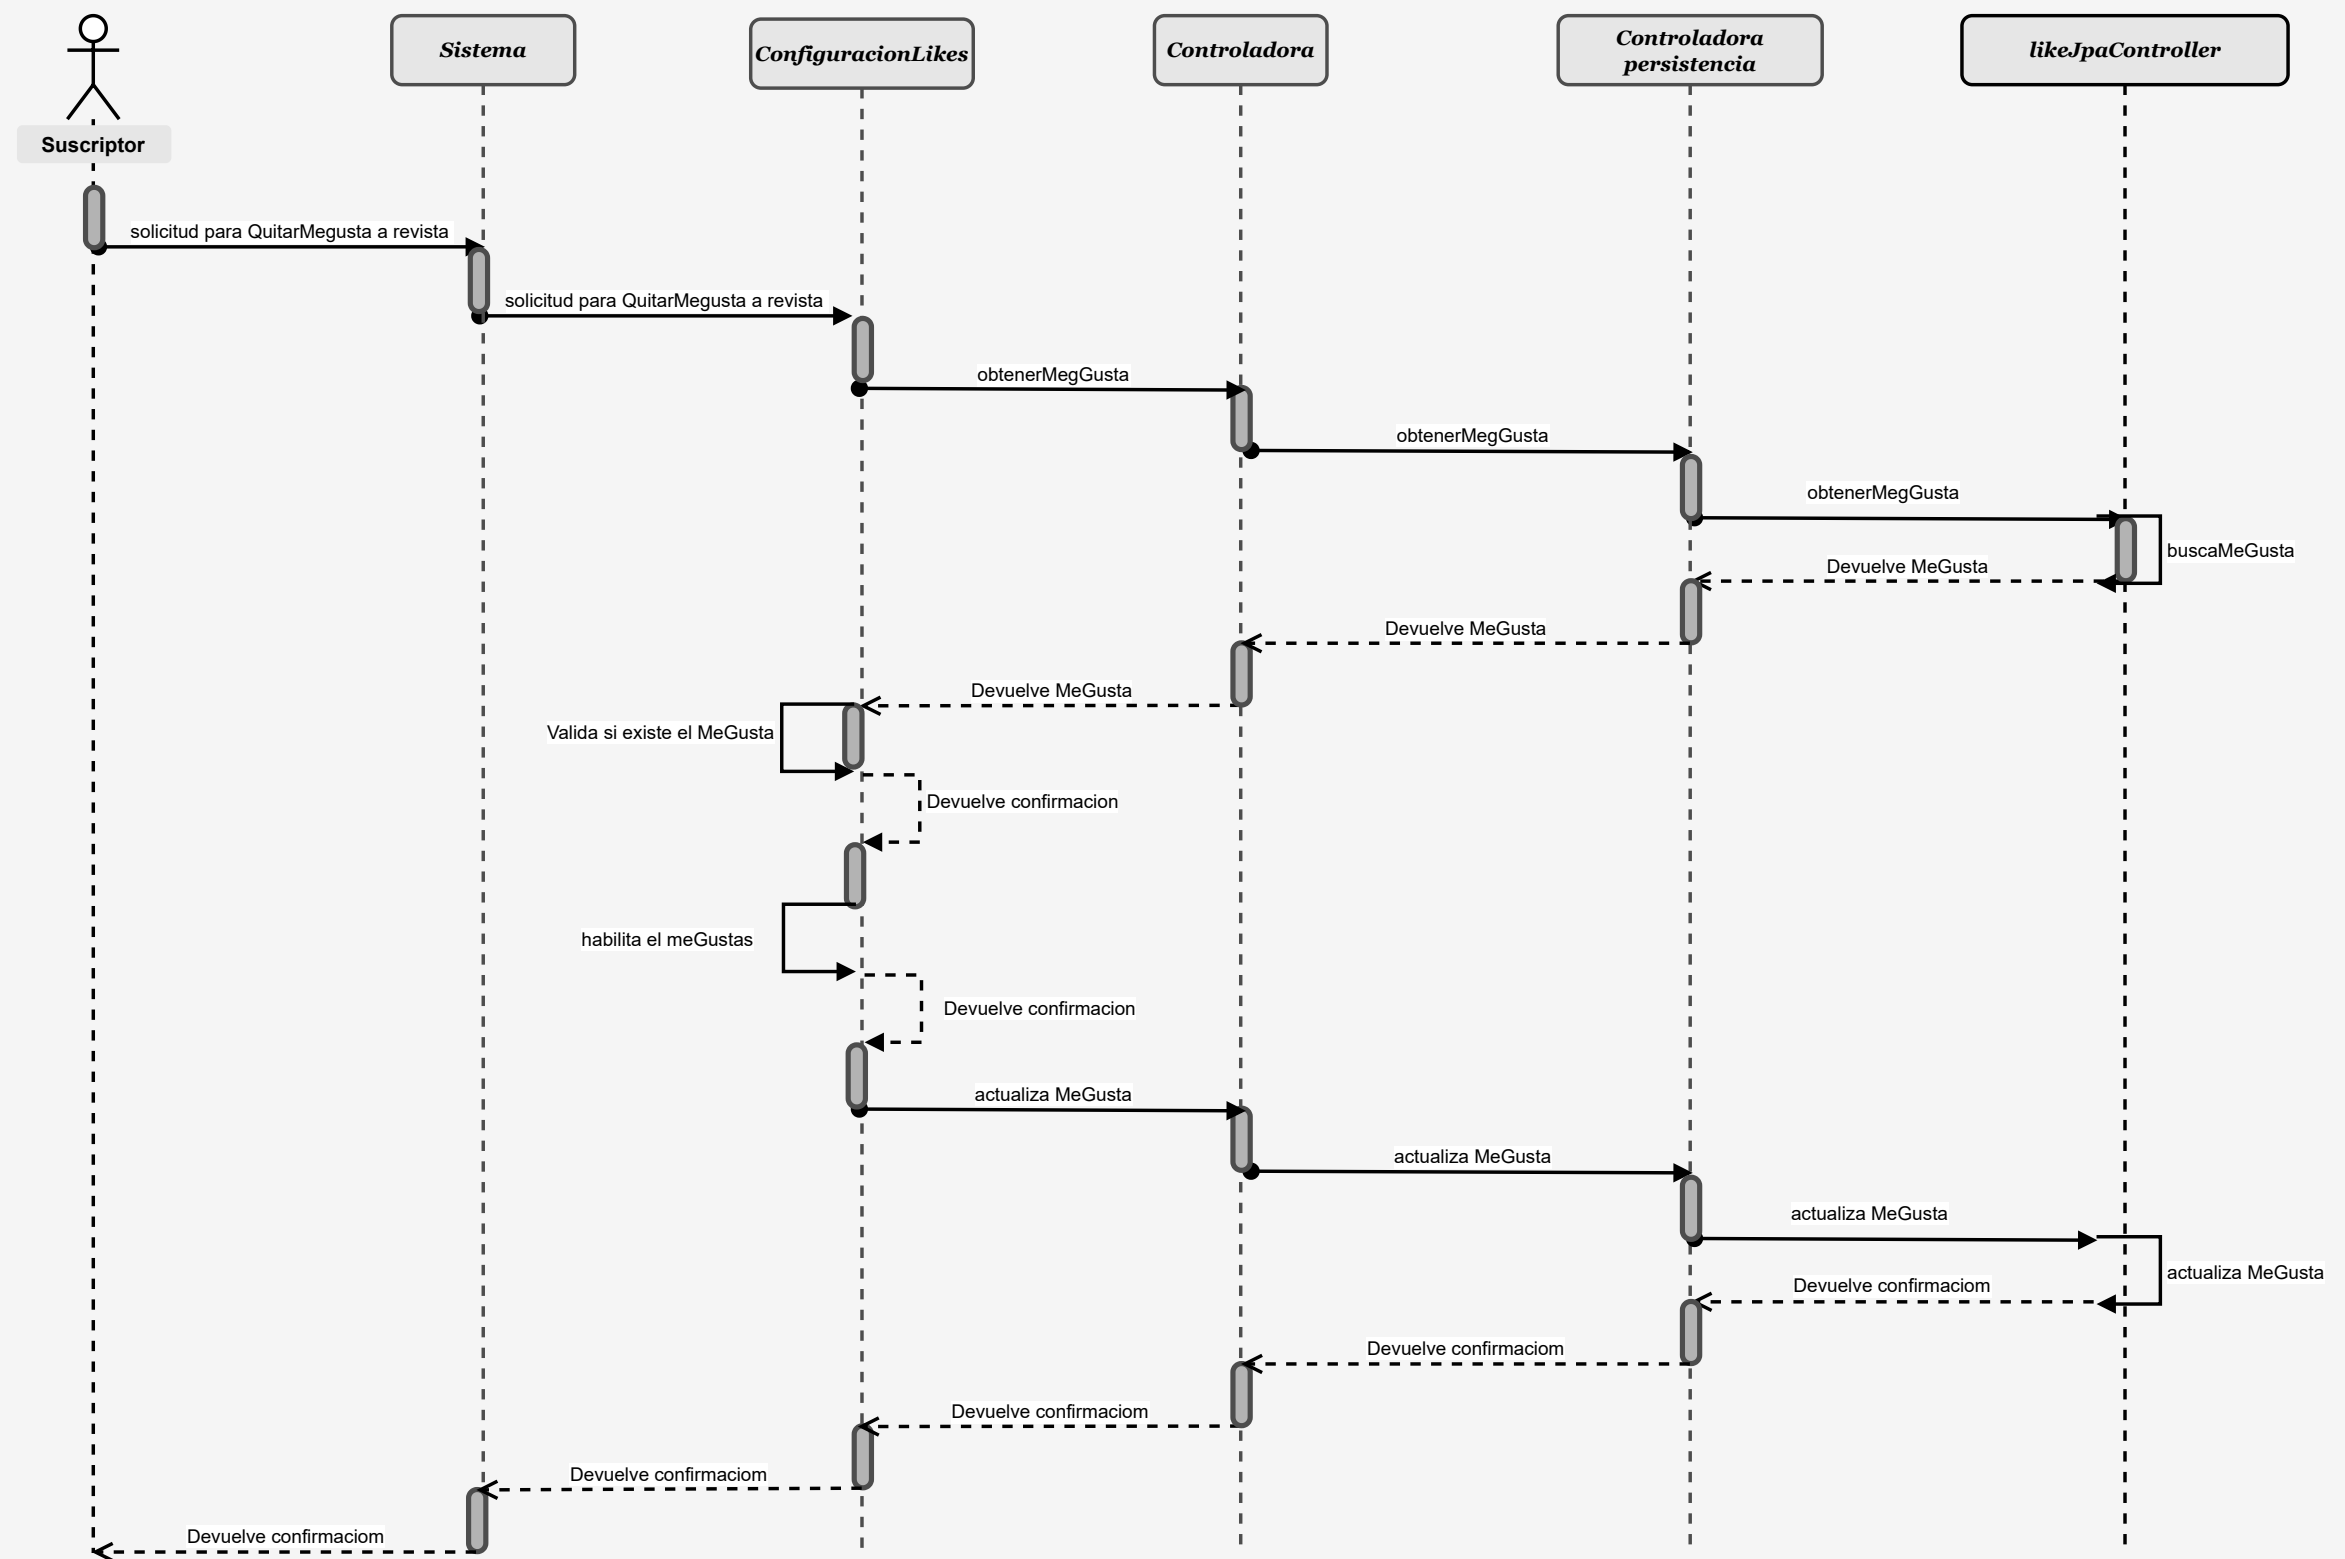 Sistema
ConfiguracionLikes
Controladora
Controladora
persistencia
likeJpaController
Suscriptor
solicitud para QuitarMegusta a revista
solicitud para QuitarMegusta a revista
obtenerMegGusta
obtenerMegGusta
obtenerMegGusta
buscaMeGusta
Devuelve MeGusta
Devuelve MeGusta
Devuelve MeGusta
Valida si existe el MeGusta
Devuelve confirmacion
habilita el meGustas
Devuelve confirmacion
actualiza MeGusta
actualiza MeGusta
actualiza MeGusta
actualiza MeGusta
Devuelve confirmaciom
Devuelve confirmaciom
Devuelve confirmaciom
Devuelve confirmaciom
Devuelve confirmaciom